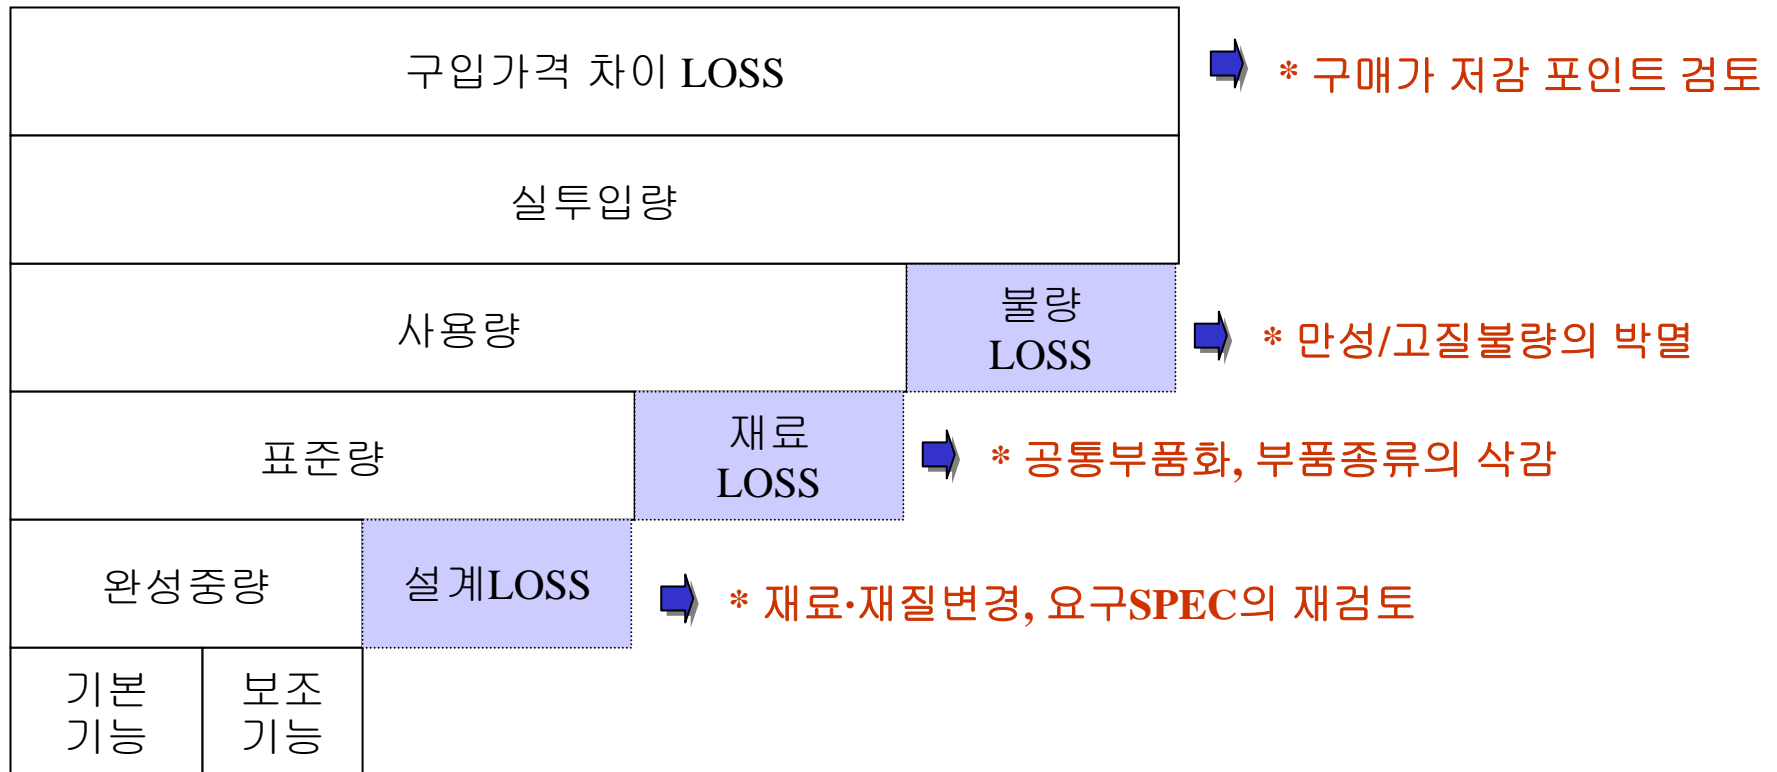 구입가격 차이 LOSS
* 구매가 저감 포인트 검토
실투입량
사용량
불량
LOSS
* 만성/고질불량의 박멸
표준량
재료
LOSS
* 공통부품화, 부품종류의 삭감
완성중량
설계LOSS
* 재료·재질변경, 요구SPEC의 재검토
기본
기능
보조
기능